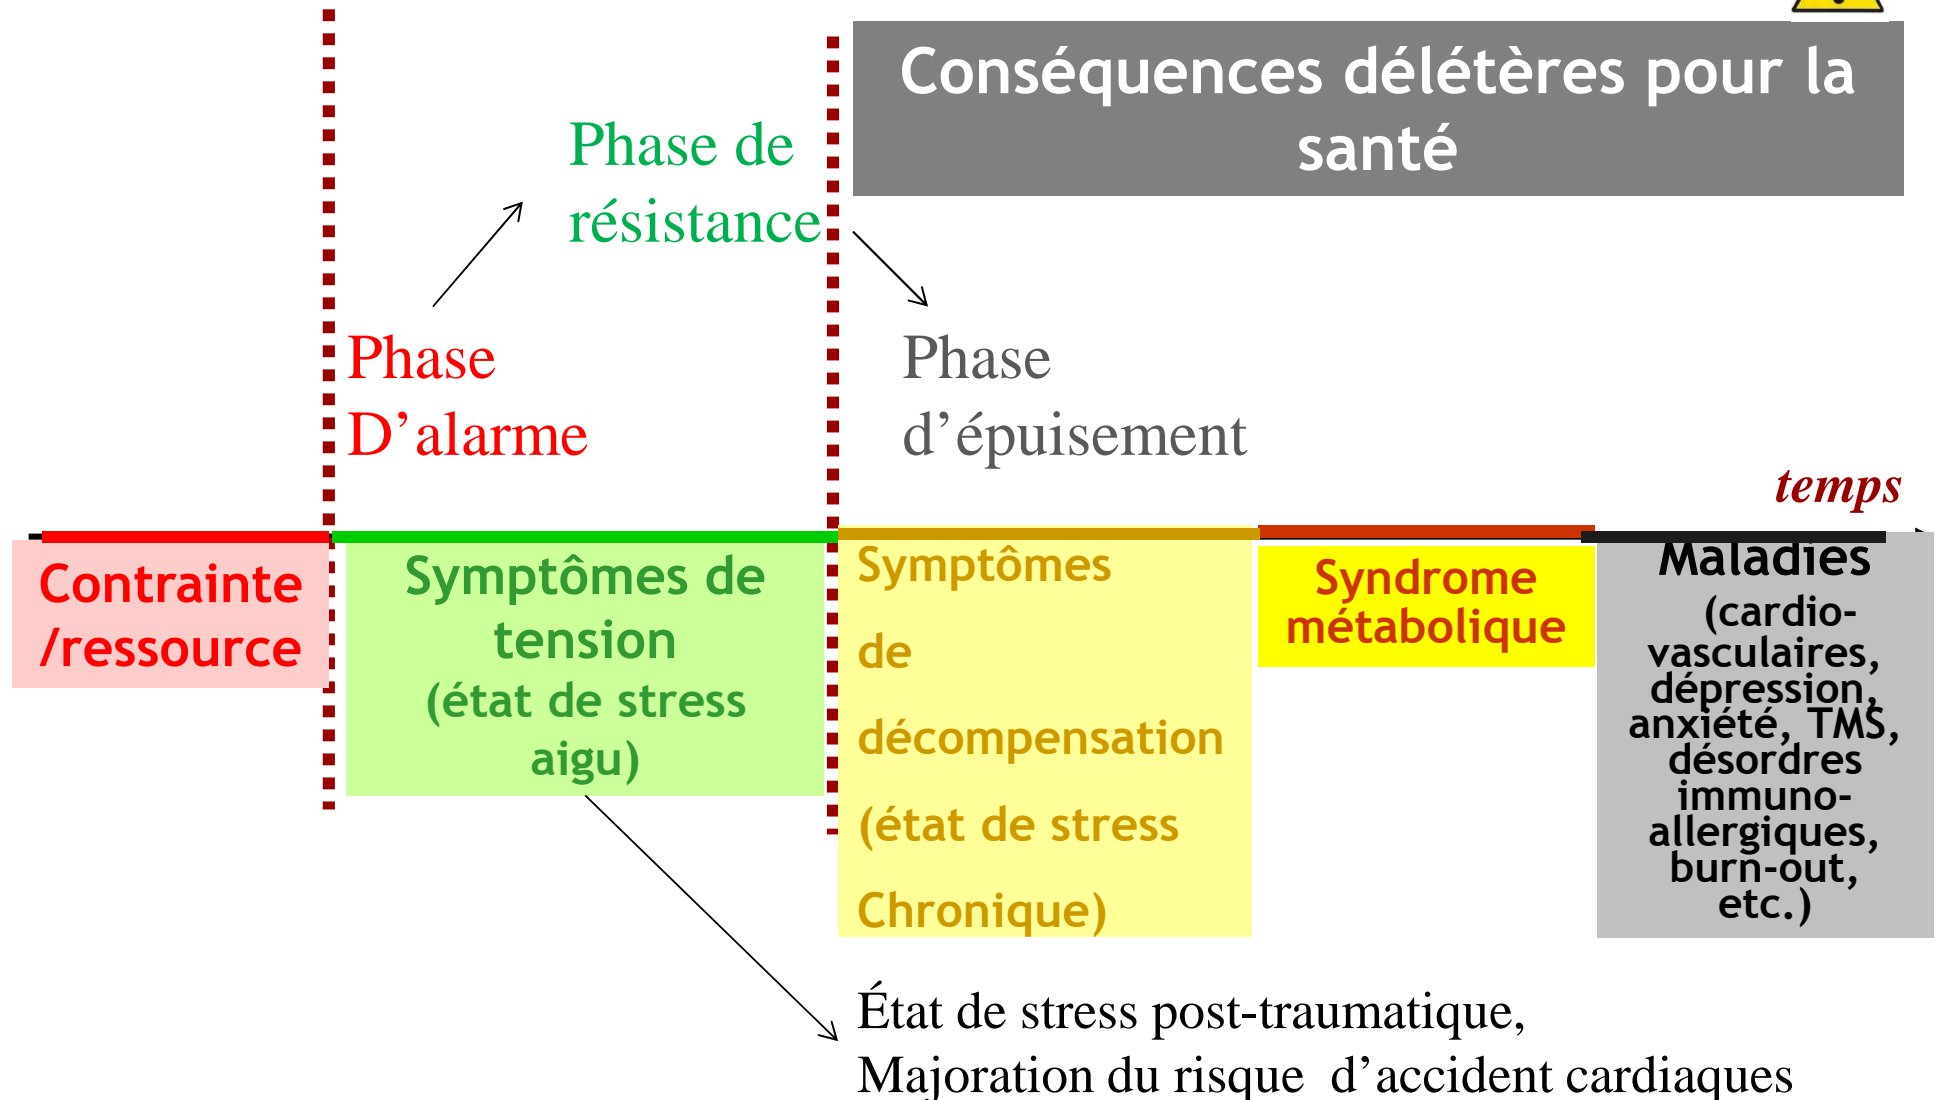 Conséquences délétères pour la
santé
Phase de
résistance
Phase
D’alarme
Phase
d’épuisement
temps
Contrainte
/ressource
Symptômes de
tension
(état de stress
aigu)
Symptômes
de
décompensation
(état de stress
Chronique)
Syndrome
métabolique
Maladies
(cardio-
vasculaires,
dépression,
anxiété, TMS,
désordres
immuno-
allergiques,
burn-out,
etc.)
État de stress post-traumatique,
Majoration du risque d’accident cardiaques